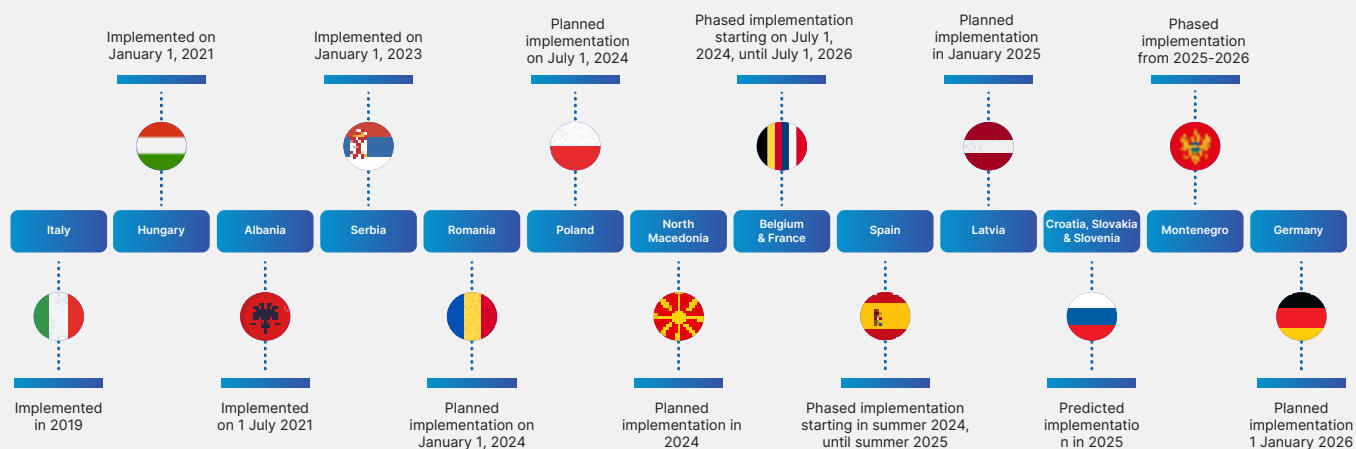 Implemented on
January 1, 2021
Implemented on
January 1, 2023
Planned
implementation
on July 1, 2024
Phased implementation
starting on July 1,
2024, until July 1, 2026
Planned
implementation
in January 2025
Phased
implementation
from 2025-2026
Italy
Hungary
Albania
Serbia
Romania
Poland
North
Macedonia
Belgium
& France
Spain
Latvia
Croatia, Slovakia
& Slovenia
Montenegro
Germany
Implemented
in 2019
Implemented
on 1 July 2021
Planned
implementation on
January 1, 2024
Planned
implementation in
2024
Phased implementation
starting in summer 2024,
until summer 2025
Predicted
implementatio
n in 2025
Planned
implementation
1 January 2026